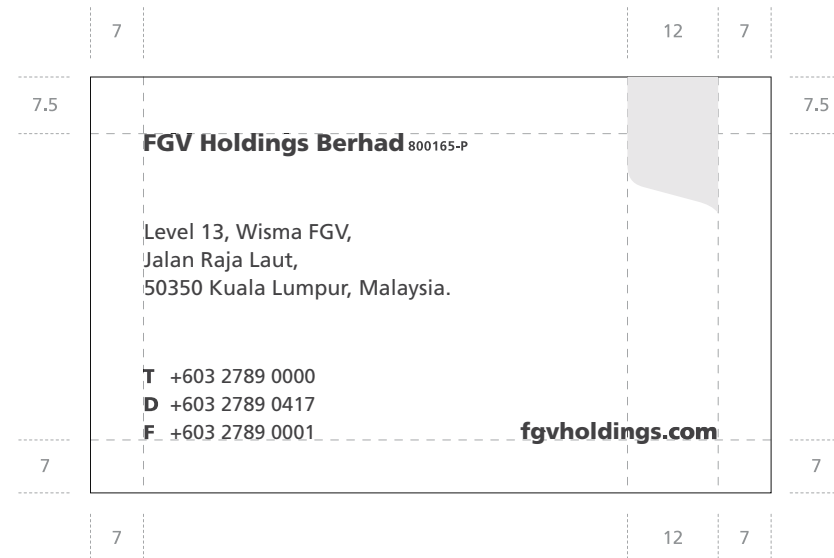 7 12 7
7.5 7.5
FGV Holdings Berhad 800165-P
Level 13, Wisma FGV,
Jalan Raja Laut,
50350 Kuala Lumpur, Malaysia.
T +603 2789 0000
D +603 2789 0417
F +603 2789 0001 fgvholdings.com
7 7
7 12 7